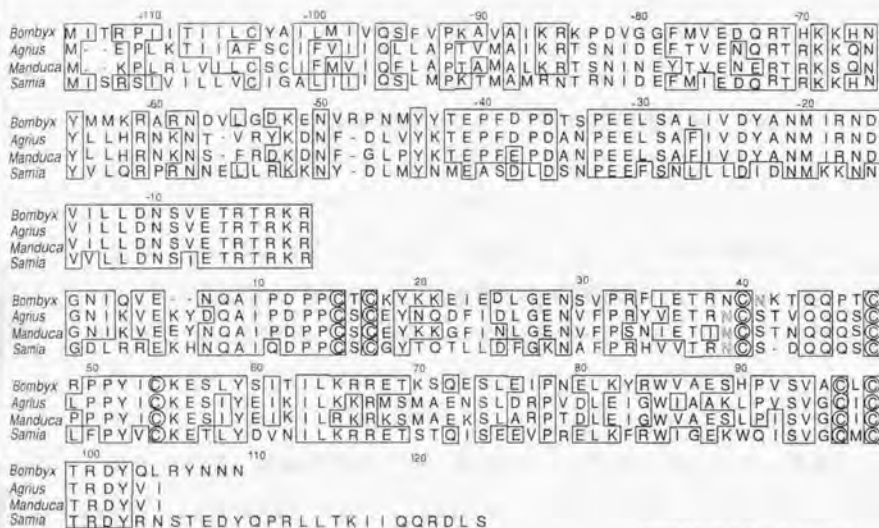 -110 -100 -90 -80 -70
Bombyx M I T R P I I T I I L C Y A I L M I V Q S F V P K A V A I K R K P D V G G F M V E D Q R T H K K H N
Agrius M - - E P L K T I I A F S C I F V I I Q L L A P T V M A I K R T S N I D E F T V E N Q R T R K K Q N
Manduca M - - K P L R L V I L C S C I F M V I Q F L A P T A M A L K R T S N I N E Y T V E N E R T R K S Q N
Samia M I S R S I V I L L V C I G A L I L I Q S L M P K T M A M R N T R N I D E F M I E D Q R T R K K H N
-60 -50 -40 -30 -20
Bombyx Y M M K R A R N D V L G D K E N V R P N M Y Y T E P F D P D T S P E E L S A L I V D Y A N M I R N D
Agrius Y L L H R N K N T - V R Y K D N F - D L V Y K T E P F D P D A N P E E L S A F I V D Y A N M I R N D
Manduca Y L L H R N K N S - F R D K D N F - G L P Y K T E P F E P D A N P E E L S A F I V D Y A N M I R N D
Samia Y V L Q R P R N N E L L R K K N Y - D L M Y N M E A S D L D S N P E E F S N L L L D I D N M K K N N
-10
Bombyx V I L L D N S V E T R T R K R
Agrius V I L L D N S V E T R T R K R
Manduca V I L L D N S V E T R T R K R
Samia V V L L D N S I E T R T R K R
10 20 30 40
Bombyx G N I Q V E - - N Q A I P D P P C T C K Y K K E I E D L G E N S V P R F I E T R N C N K T Q Q P T C
Agrius G N I K V E K Y D Q A I P D P P C S C E Y N Q D F I D L G E N V F P R Y V E T R N C S T V Q Q Q S C
Manduca G N I K V E E Y N Q A I P D P P C S C E Y K K G F I N L G E N V F P S N I E T I N C S T N Q Q Q S C
Samia G D L R R E K H N Q A I Q D P P C S C G Y T Q T L L D F G K N A F P R H V V T R N C S - D Q Q Q S C
50 60 70 80 90
Bombyx R P P Y I C K E S L Y S I T I L K R R E T K S Q E S L E I P N E L K Y R W V A E S H P V S V A C L C
Agrius L P P Y I C K E S I Y E I K I L K K R M S M A E N S L D R P V D L E I G W I A A K L P V S V G C I C
Manduca P P P Y I C K E S I Y E I K I L R K R K S M A E K S L A R P T D L E I G W V A E S L P I S V G C I C
Samia L F P Y V C K E T L Y D V N I L K R R E T S T Q I S E E V P R E L K F R W I G E K W Q I S V G C M C
100 110 120
Bombyx T R D Y Q L R Y N N N
Agrius T R D Y V I
Manduca T R D Y V I
Samia T R D Y R N S T E D Y Q P R L L T K I I Q Q R D L S